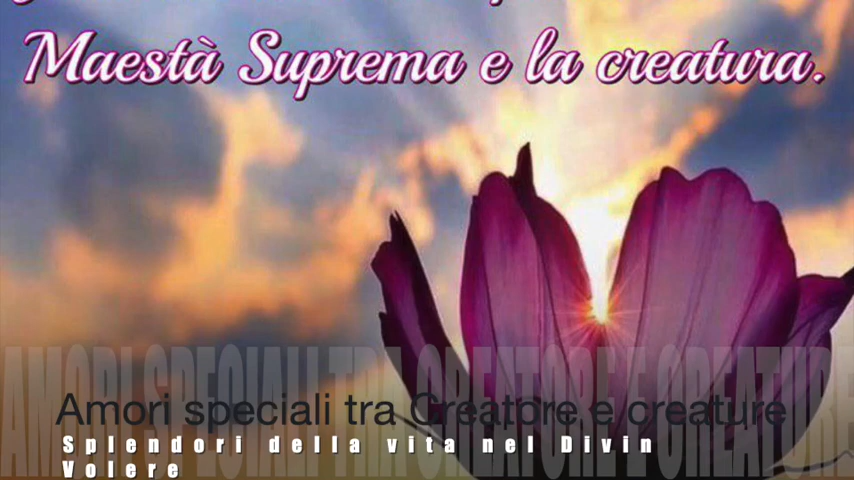 Maestà Suprema e la creatura.
AMORI SPECIALI TRA CREATORE E CREATURE
Amori speciali tra Creatore e creature
Splendori della vita nel Divin
Volere